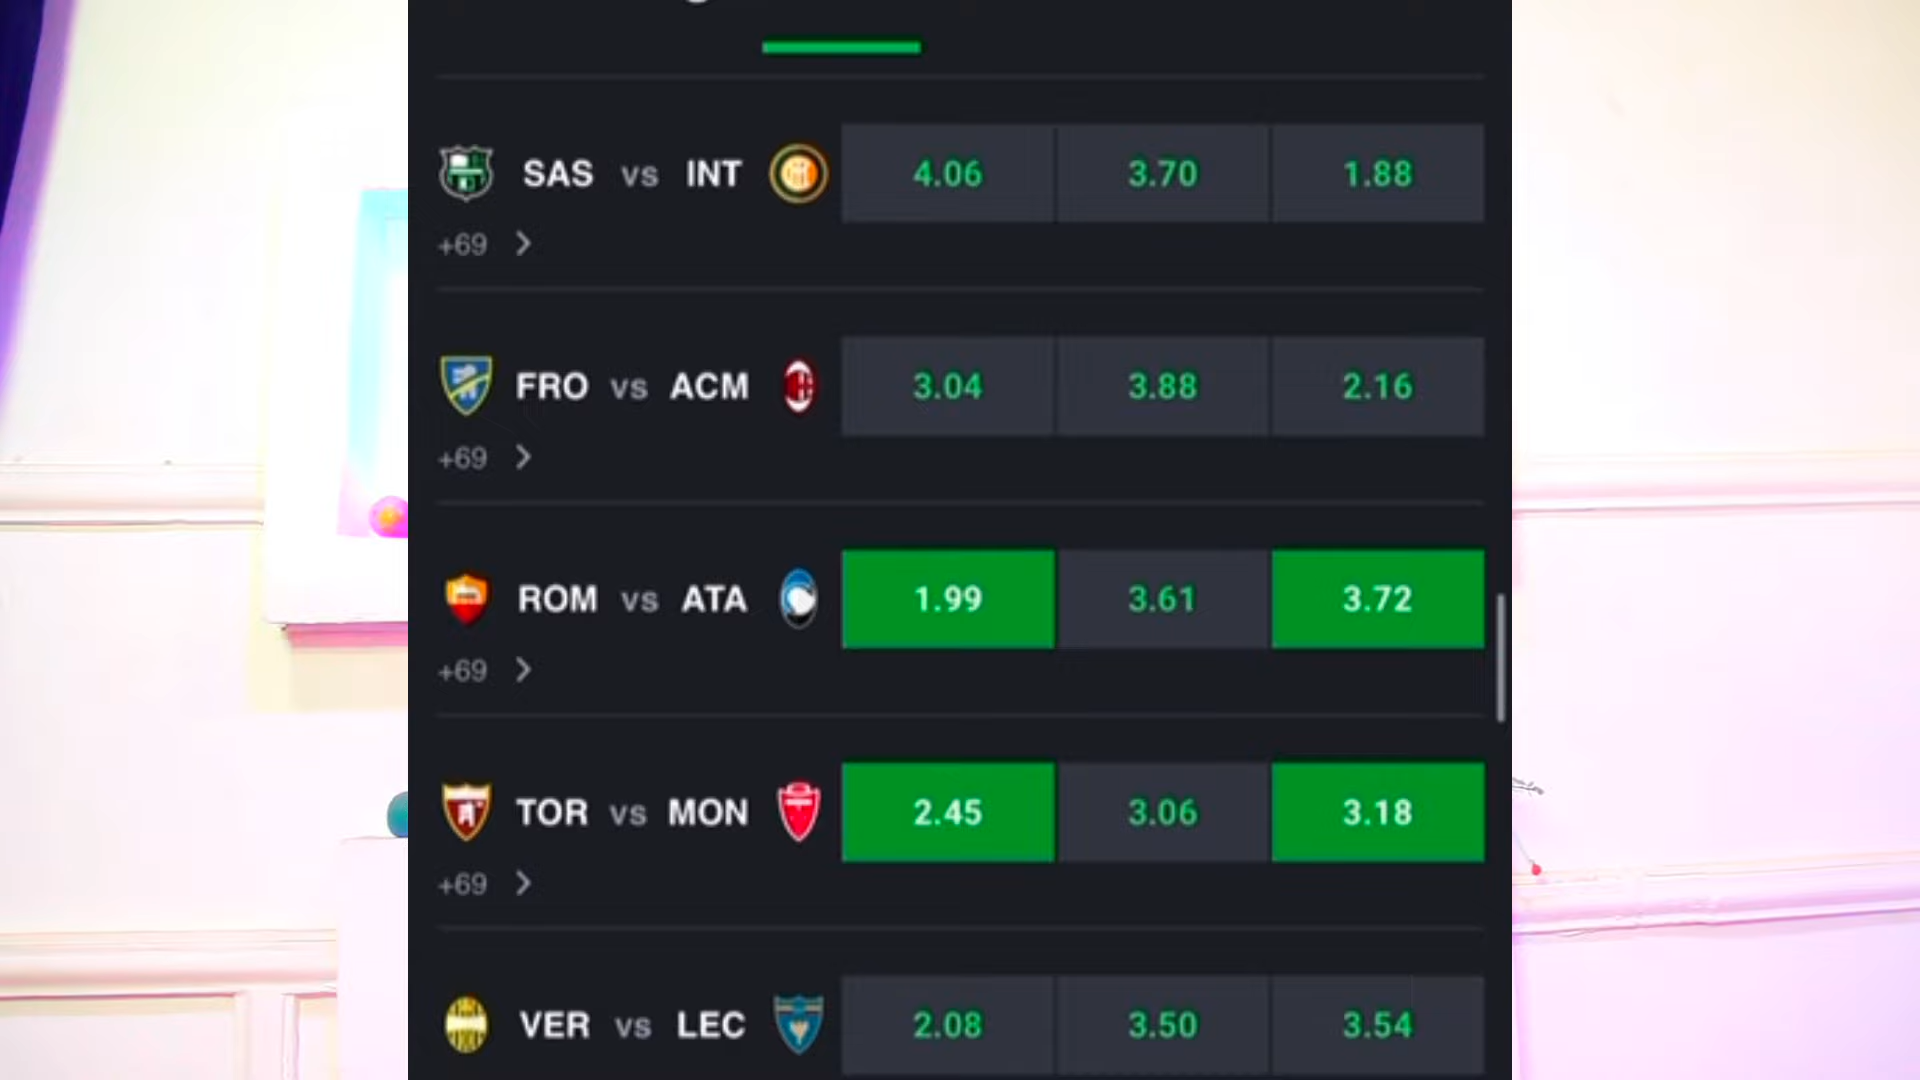 SAS vs INT 4.06 3.70 1.88
+69 >
FRO vs ACM 3.04 3.88 2.16
+69 >
ROM vs ATA 1.99 3.61 3.72
+69 >
TOR vs MON 2.45 3.06 3.18
+69 >
VER vs LEC 2.08 3.50 3.54